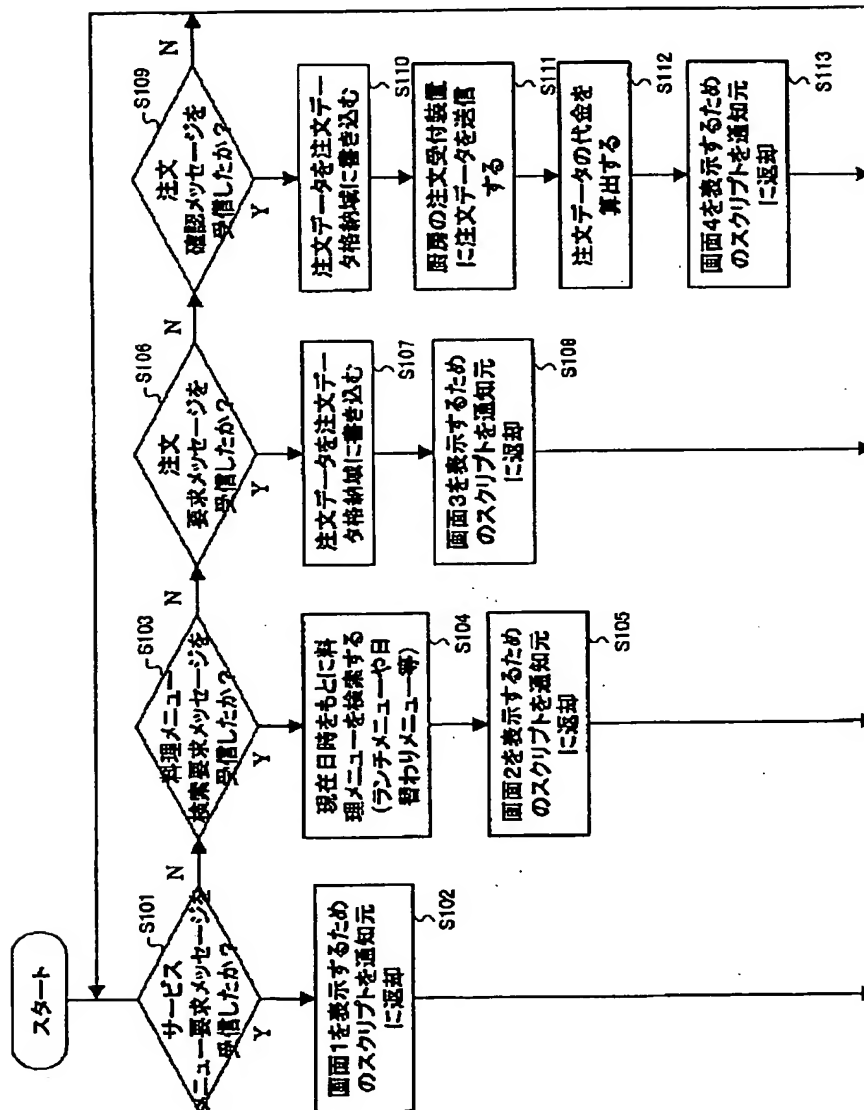 スタート
S101
サービス
メニュー要求メッセージを
受信したか?
N
Y
S102
画面1を表示するため
のスクリプトを通知元
に返却
S103
料理メニュー
検索要求メッセージを
受信したか?
N
Y
S104
現在日時をもとに料
理メニューを検索する
(ランチメニューや日
替わりメニュー等)
S105
画面2を表示するため
のスクリプトを通知元
に返却
S106
注文
要求メッセージを
受信したか?
N
Y
S107
注文データを注文デー
タ格納域に書き込む
S108
画面3を表示するため
のスクリプトを通知元
に返却
S109
注文
確認メッセージを
受信したか?
N
Y
S110
注文データを注文デー
タ格納域に書き込む
S111
厨房の注文受付装置
に注文データを送信
する
S112
注文データの代金を
算出する
S113
画面4を表示するため
のスクリプトを通知元
に返却